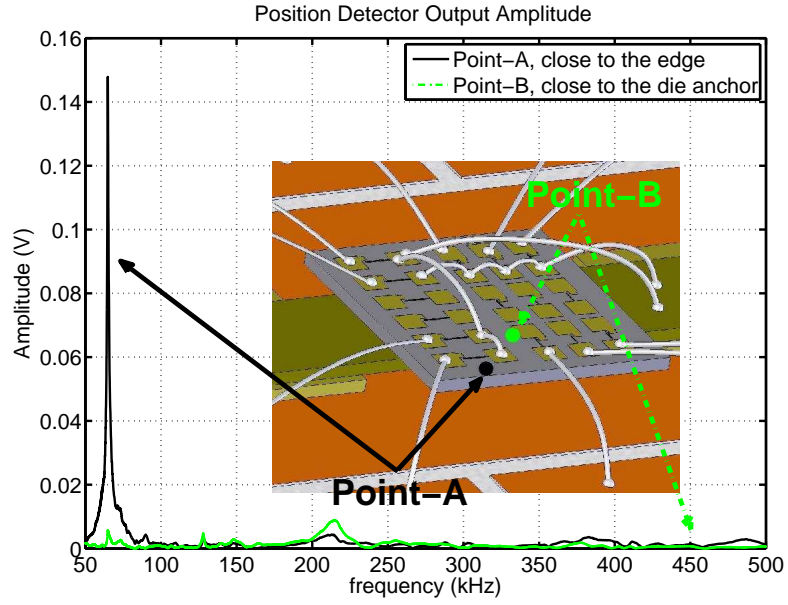 Position Detector Output Amplitude
0.16
0.14
0.12
0.1
0.08
0.06
0.04
0.02
0
Amplitude (V)
Point−A, close to the edge
Point−B, close to the die anchor
Point−B
Point−A
50 100 150 200 250 300 350 400 450 500
frequency (kHz)